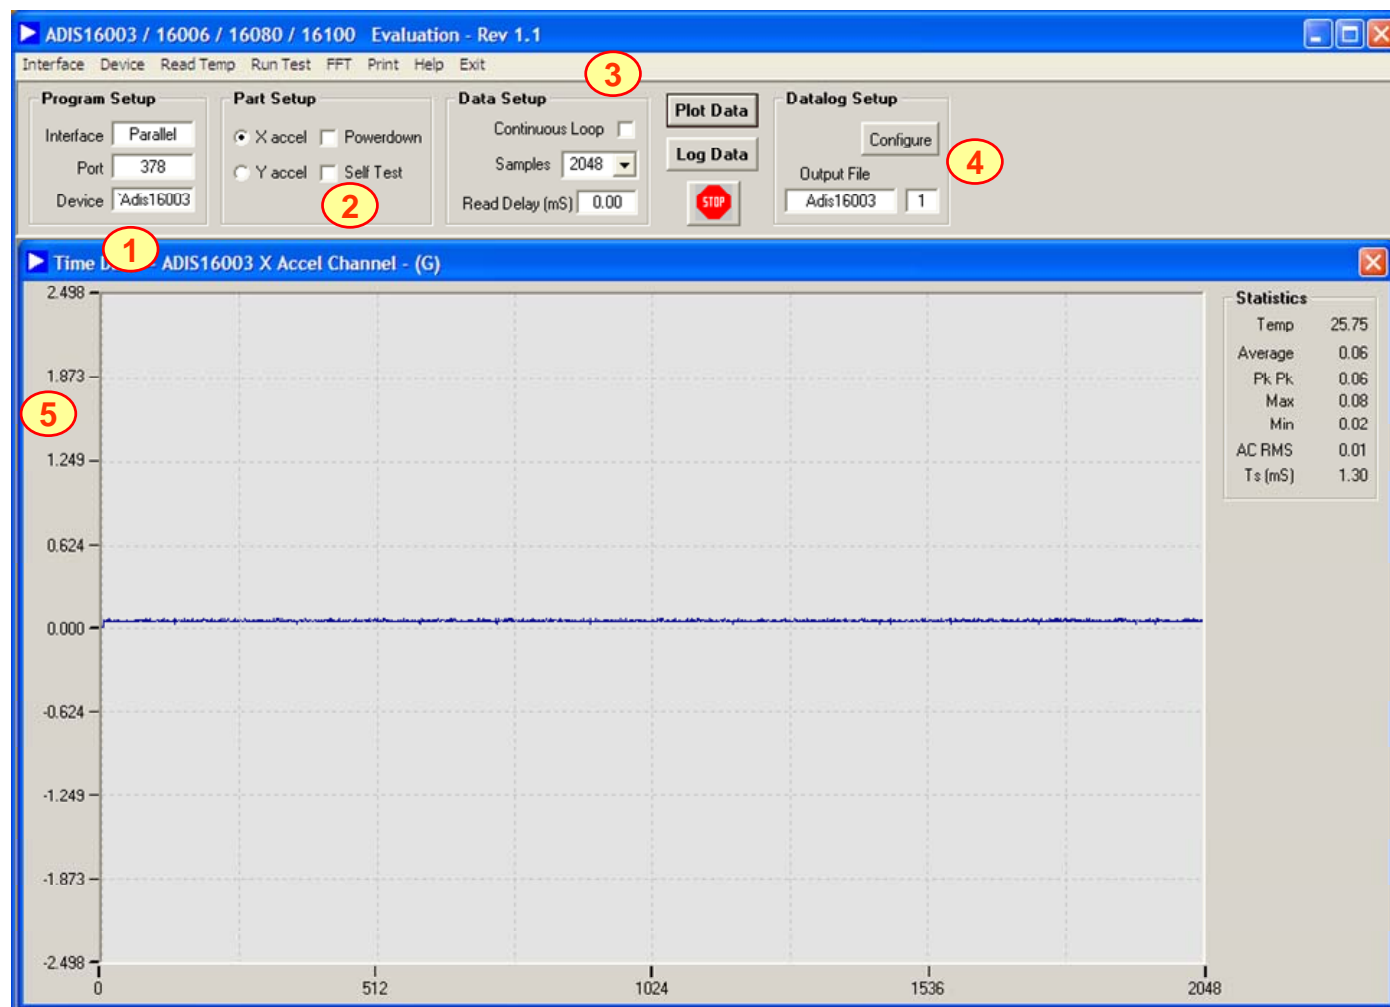 ADIS16003 / 16006 / 16080 / 16100 Evaluation - Rev 1.1
Interface Device Read Temp Run Test FFT Print Help Exit
3
Program Setup
Interface Parallel
Port 378
Device `Adis16003
1
Part Setup
X accel Powerdown
Y accel Self Test
2
Data Setup
Continuous Loop
Samples 2048
Read Delay (mS) 0.00
Plot Data
Log Data
STOP
Datalog Setup
Configure
4
Output File
Adis16003 1
Time - ADIS16003 X Accel Channel - (G)
2.498
1.873
5
1.249
0.624
0.000
-0.624
-1.249
-1.873
-2.498
0 512 1024 1536 2048
Statistics
Temp 25.75
Average 0.06
Pk Pk 0.06
Max 0.08
Min 0.02
AC RMS 0.01
Ts (mS) 1.30